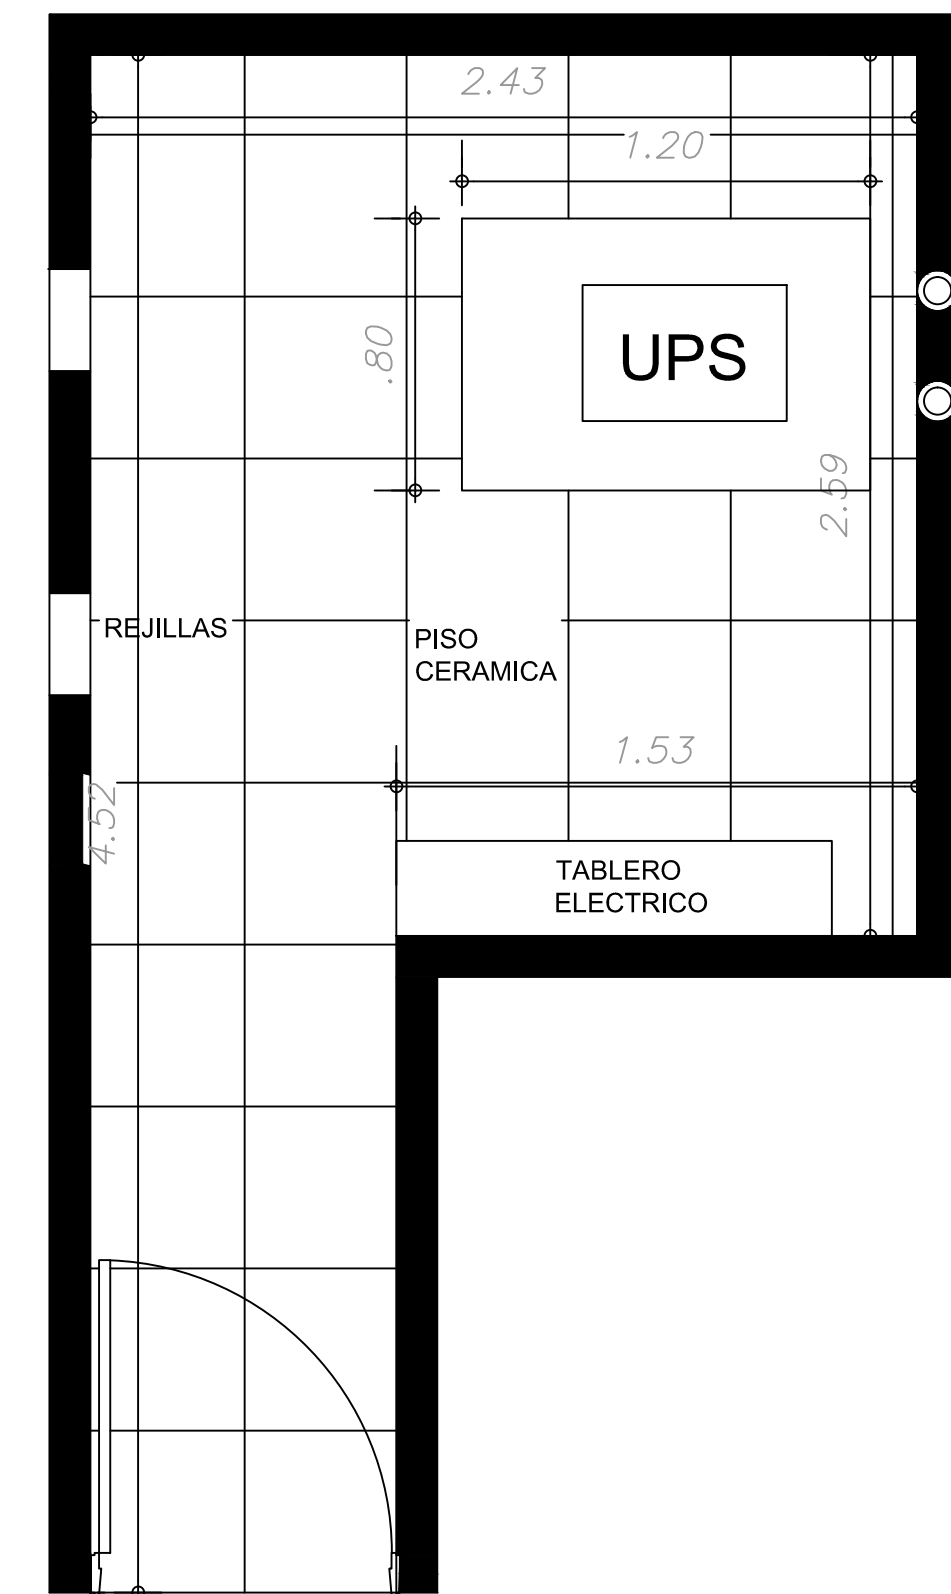 2.43
1.20
.80
UPS
2.59
REJILLAS
PISO
CERAMICA
1.53
4.52
TABLERO
ELECTRICO